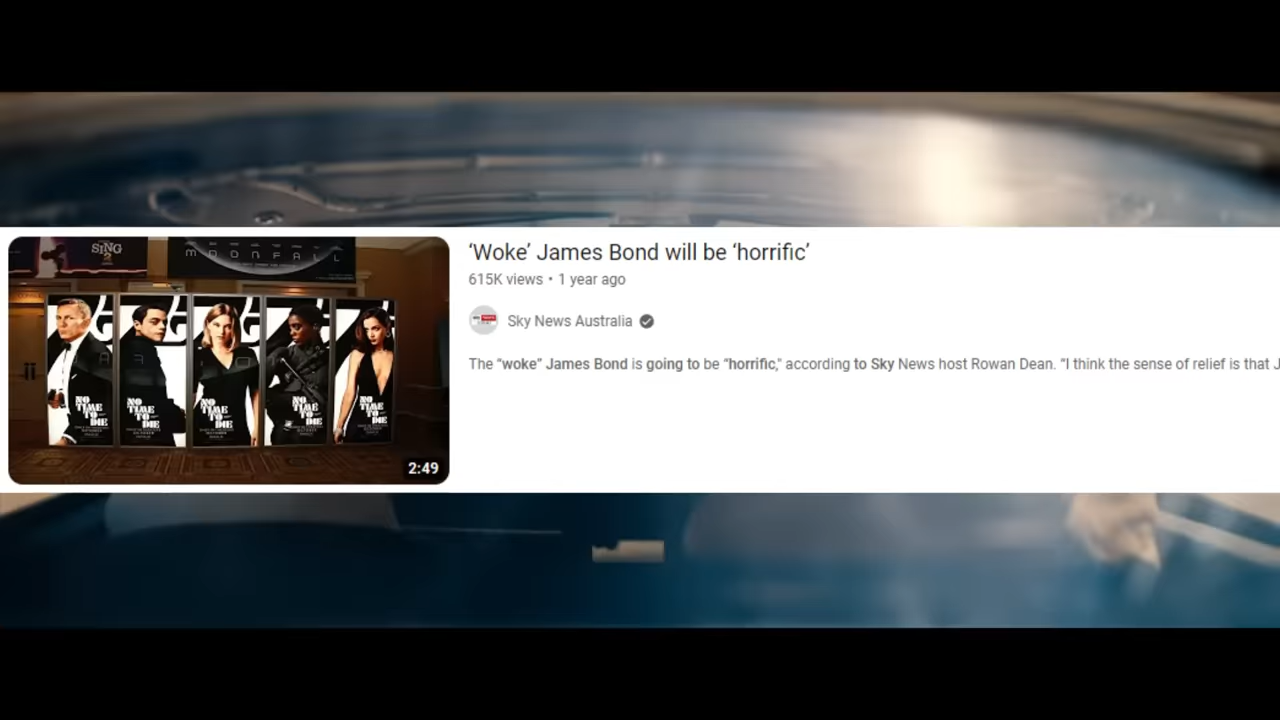 SING
2
MOONFALL
NO TIME TO DIE
NO TIME TO DIE
NO TIME TO DIE
NO TIME TO DIE
NO TIME TO DIE
2:49
‘Woke’ James Bond will be ‘horrific’
615K views • 1 year ago
Sky News Australia
The “woke” James Bond is going to be “horrific,” according to Sky News host Rowan Dean. “I think the sense of relief is that J